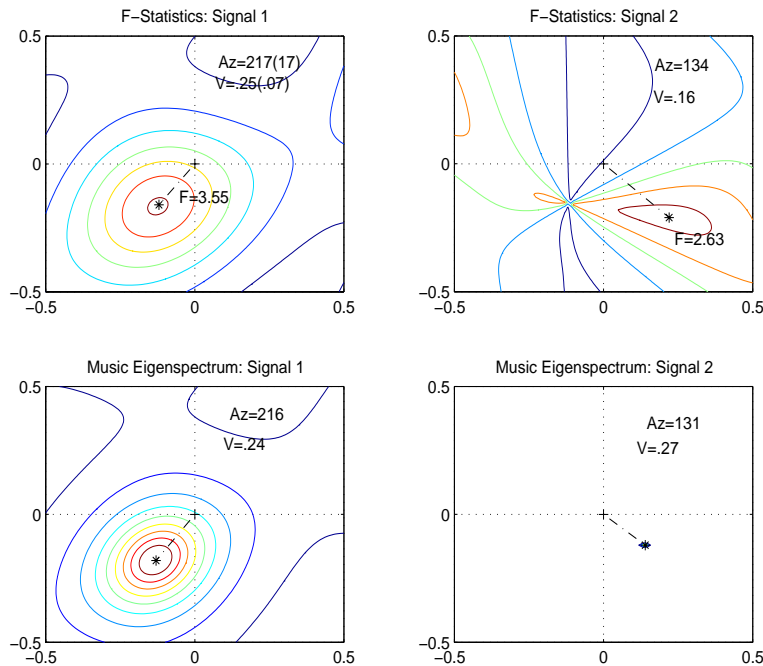 F−Statistics: Signal 1
0.5
0
−0.5
−0.5
0
0.5
Az=217(17)
V=.25(.07)
F=3.55
F−Statistics: Signal 2
0.5
0
−0.5
−0.5
0
0.5
Az=134
V=.16
F=2.63
Music Eigenspectrum: Signal 1
0.5
0
−0.5
−0.5
0
0.5
Az=216
V=.24
Music Eigenspectrum: Signal 2
0.5
0
−0.5
−0.5
0
0.5
Az=131
V=.27